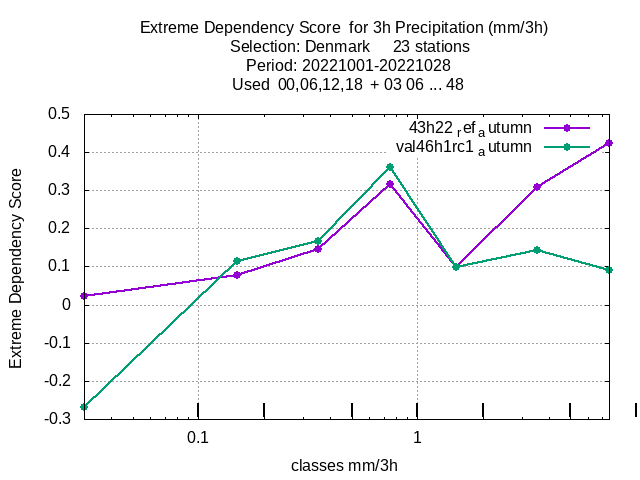 Extreme Dependency Score  for 3h Precipitation (mm/3h)
Selection: Denmark     23 stations
Period: 20221001-20221028
Used  00,06,12,18  + 03 06 ... 48
43h22 ref autumn
val46h1rc1 autumn
Extreme Dependency Score
0.5
0.4
0.3
0.2
0.1
0
-0.1
-0.2
-0.3
0.1 1
classes mm/3h